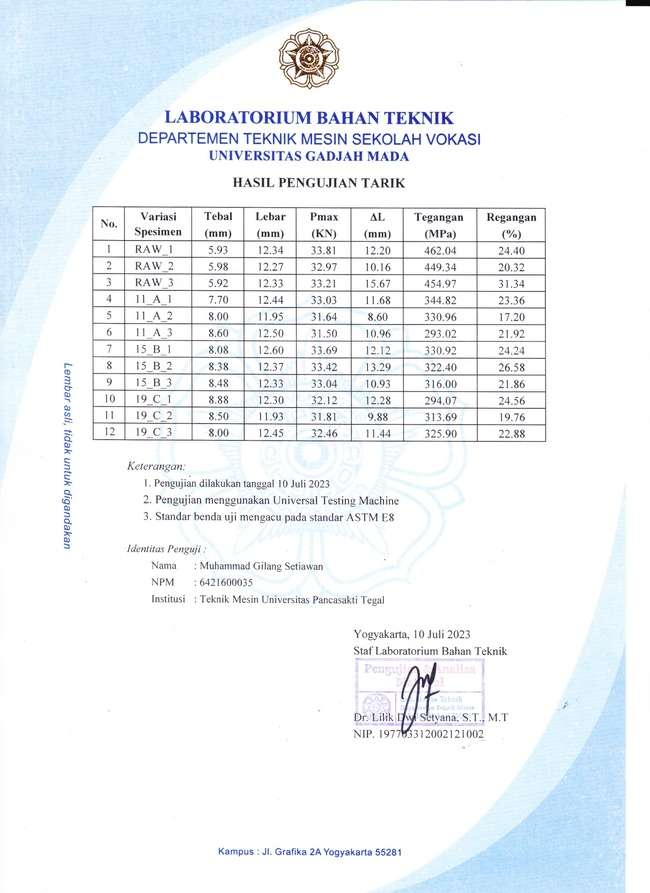 LABORATORIUM BAHAN TEKNIK
DEPARTEMEN TEKNIK MESIN SEKOLAH VOKASI
UNIVERSITAS GADJAH MADA
HASIL PENGUJIAN TARIK
No. Variasi Spesimen Tebal (mm) Lebar (mm) Pmax (KN) ΔL (mm) Tegangan (MPa) Regangan (%)
1 RAW_1 5.93 12.34 33.81 12.20 462.04 24.40
2 RAW_2 5.98 12.27 32.97 10.16 449.34 20.32
3 RAW_3 5.92 12.33 33.21 15.67 454.97 31.34
4 11_A_1 7.70 12.44 33.03 11.68 344.82 23.36
5 11_A_2 8.00 11.95 31.64 8.60 330.96 17.20
6 11_A_3 8.60 12.50 31.50 10.96 293.02 21.92
7 15_B_1 8.08 12.60 33.69 12.12 330.92 24.24
8 15_B_2 8.38 12.37 33.42 13.29 322.40 26.58
9 15_B_3 8.48 12.33 33.04 10.93 316.00 21.86
10 19_C_1 8.88 12.30 32.12 12.28 294.07 24.56
11 19_C_2 8.50 11.93 31.81 9.88 313.69 19.76
12 19_C_3 8.00 12.45 32.46 11.44 325.90 22.88
Lembar asli, tidak untuk digandakan
Keterangan:
1. Pengujian dilakukan tanggal 10 Juli 2023
2. Pengujian menggunakan Universal Testing Machine
3. Standar benda uji mengacu pada standar ASTM E8
Identitas Penguji :
Nama : Muhammad Gilang Setiawan
NPM : 6421600035
Institusi : Teknik Mesin Universitas Pancasakti Tegal
Yogyakarta, 10 Juli 2023
Staf Laboratorium Bahan Teknik
Dr. Lilik Dwi Setyana, S.T., M.T
NIP. 197703312002121002
Kampus : Jl. Grafika 2A Yogyakarta 55281